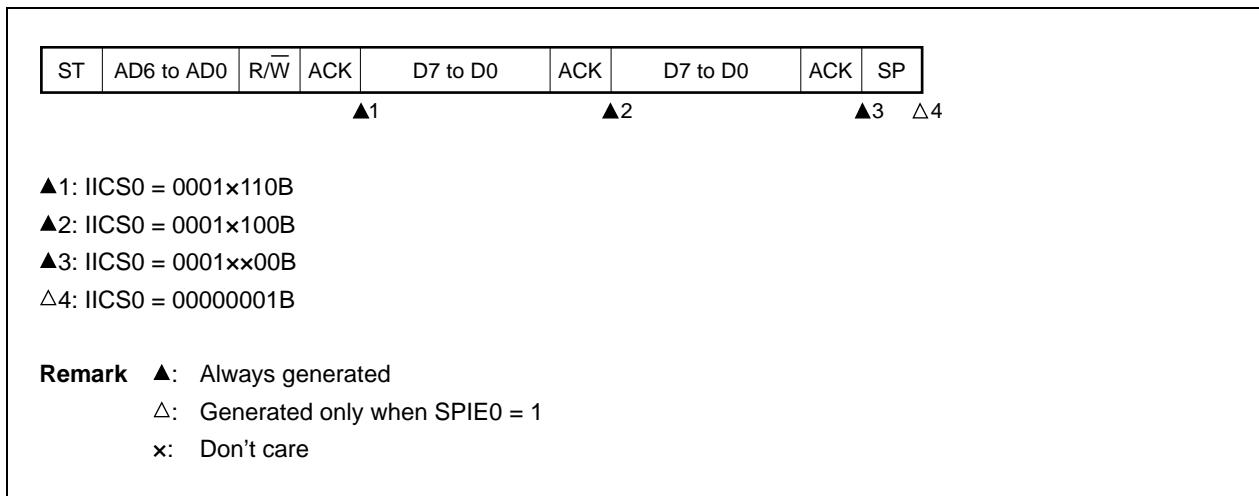 ST AD6 to AD0 R/W̅ ACK D7 to D0 ACK D7 to D0 ACK SP
▲1 ▲2 ▲3 △4
▲1: IICS0 = 0001×110B
▲2: IICS0 = 0001×100B
▲3: IICS0 = 0001××00B
△4: IICS0 = 00000001B
Remark ▲: Always generated
△: Generated only when SPIE0 = 1
×: Don't care